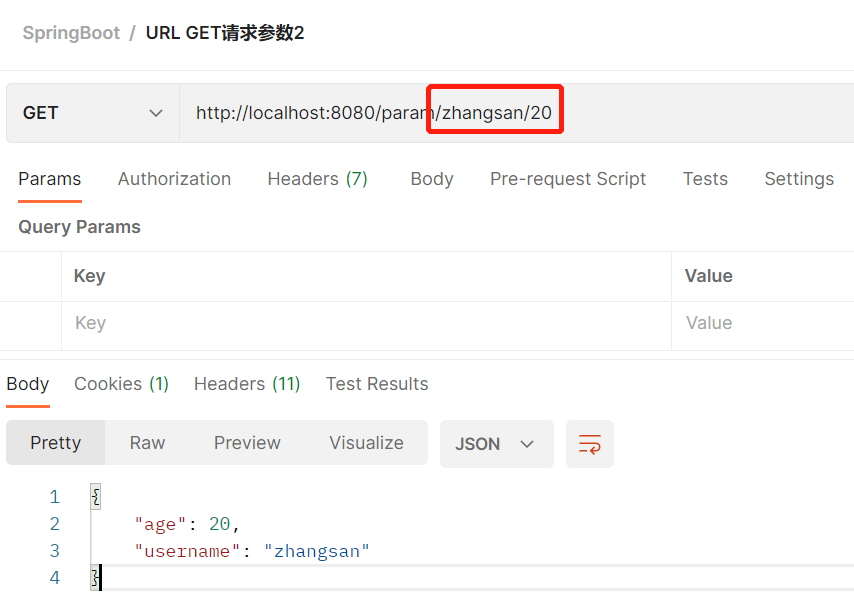 SpringBoot / URL GET请求参数2
GET http://localhost:8080/param/zhangsan/20
Params Authorization Headers (7) Body Pre-request Script Tests Settings
Query Params
Key Value
Key Value
Body Cookies (1) Headers (11) Test Results
Pretty Raw Preview Visualize JSON
1 {
2 "age": 20,
3 "username": "zhangsan"
4 }